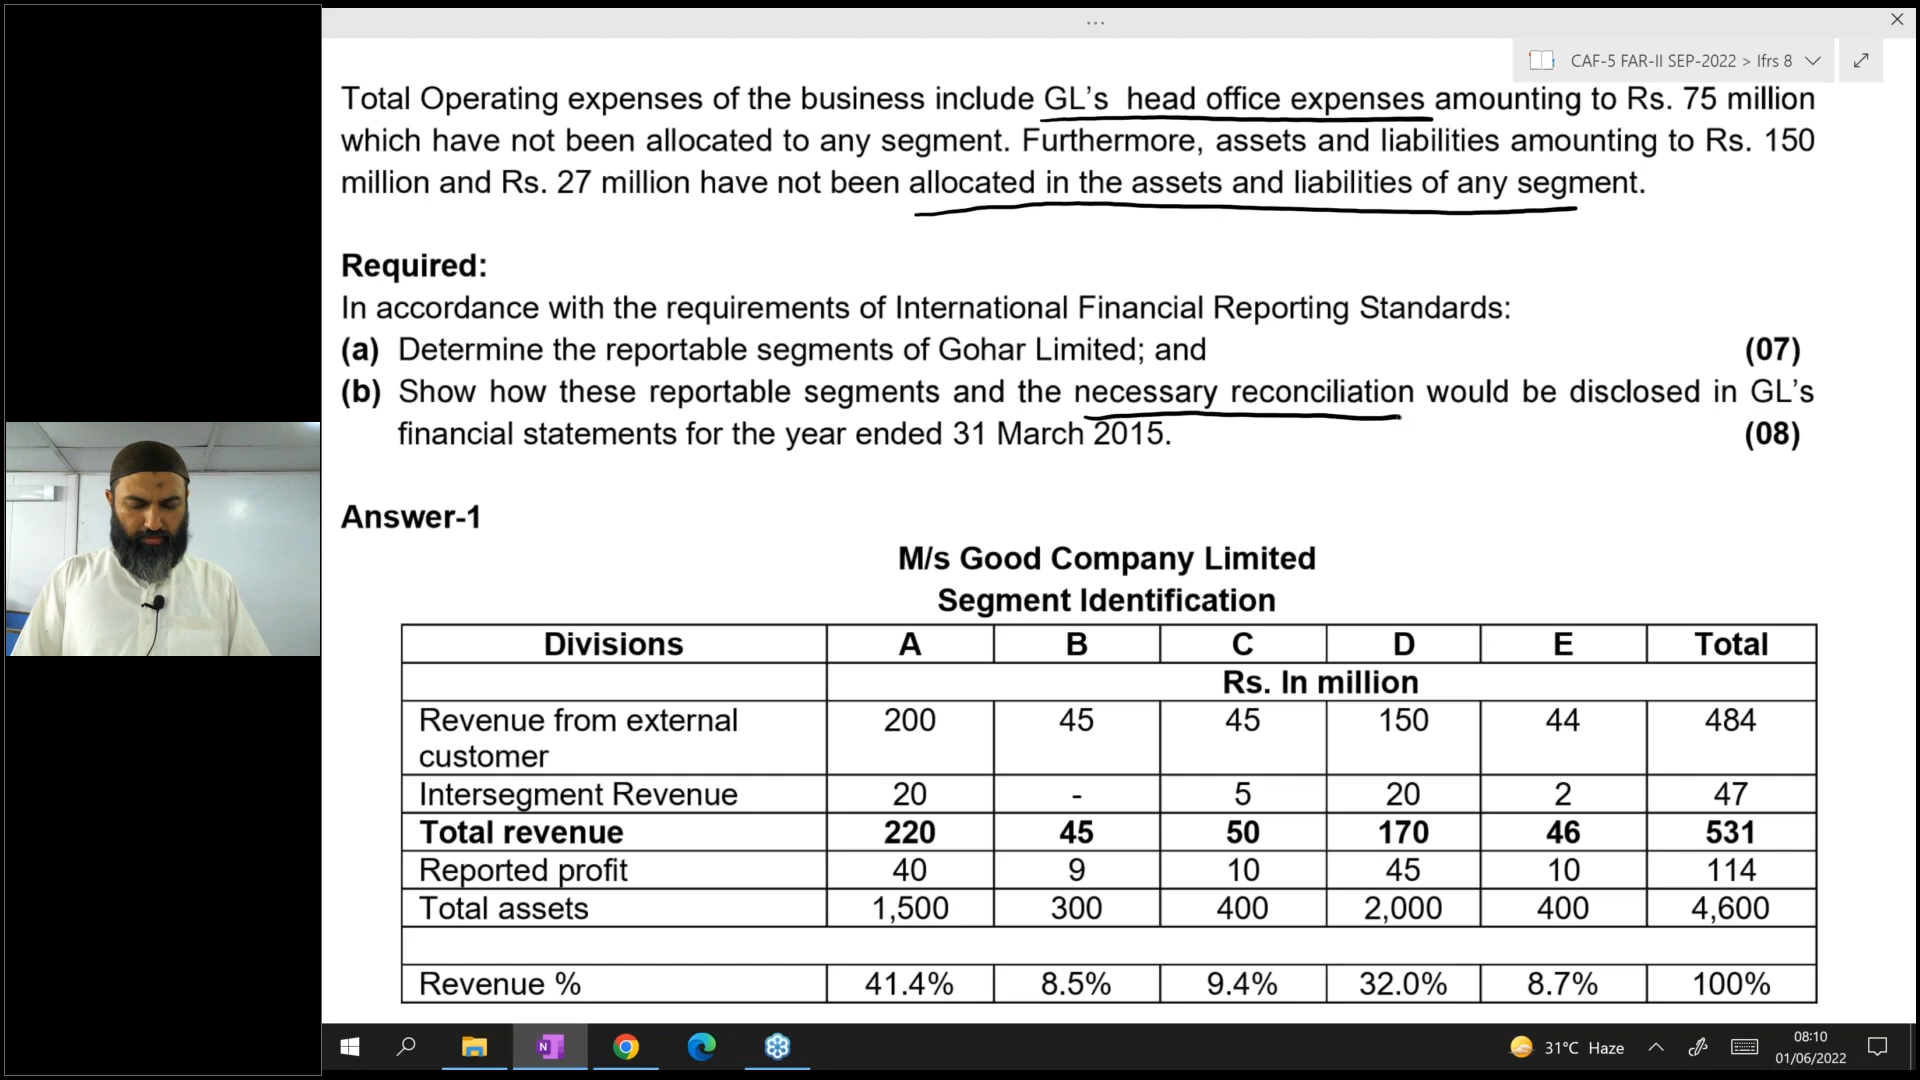 CAF-5 FAR-II SEP-2022 > Ifrs 8
Total Operating expenses of the business include GL's head office expenses amounting to Rs. 75 million
which have not been allocated to any segment. Furthermore, assets and liabilities amounting to Rs. 150
million and Rs. 27 million have not been allocated in the assets and liabilities of any segment.
Required:
In accordance with the requirements of International Financial Reporting Standards:
(a) Determine the reportable segments of Gohar Limited; and (07)
(b) Show how these reportable segments and the necessary reconciliation would be disclosed in GL's
financial statements for the year ended 31 March 2015. (08)
Answer-1
M/s Good Company Limited
Segment Identification
Divisions A B C D E Total
Rs. In million
Revenue from external
customer 200 45 45 150 44 484
Intersegment Revenue 20 - 5 20 2 47
Total revenue 220 45 50 170 46 531
Reported profit 40 9 10 45 10 114
Total assets 1,500 300 400 2,000 400 4,600
Revenue % 41.4% 8.5% 9.4% 32.0% 8.7% 100%
31°C Haze
08:10
01/06/2022